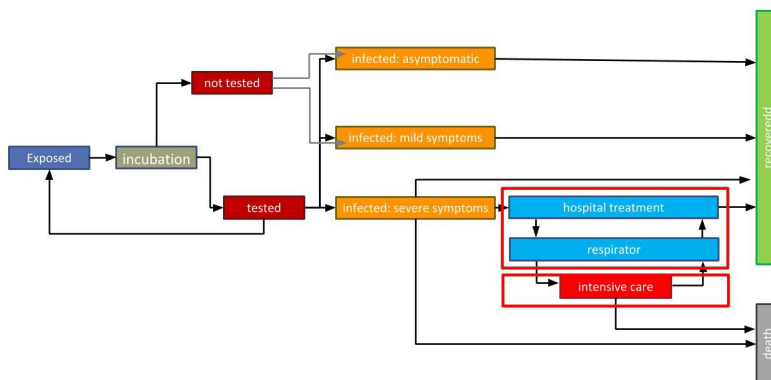 infected: asymptomatic
not tested
infected: mild symptoms
Exposed
incubation
recoveredd
tested
infected: severe symptoms
hospital treatment
respirator
intensive care
death